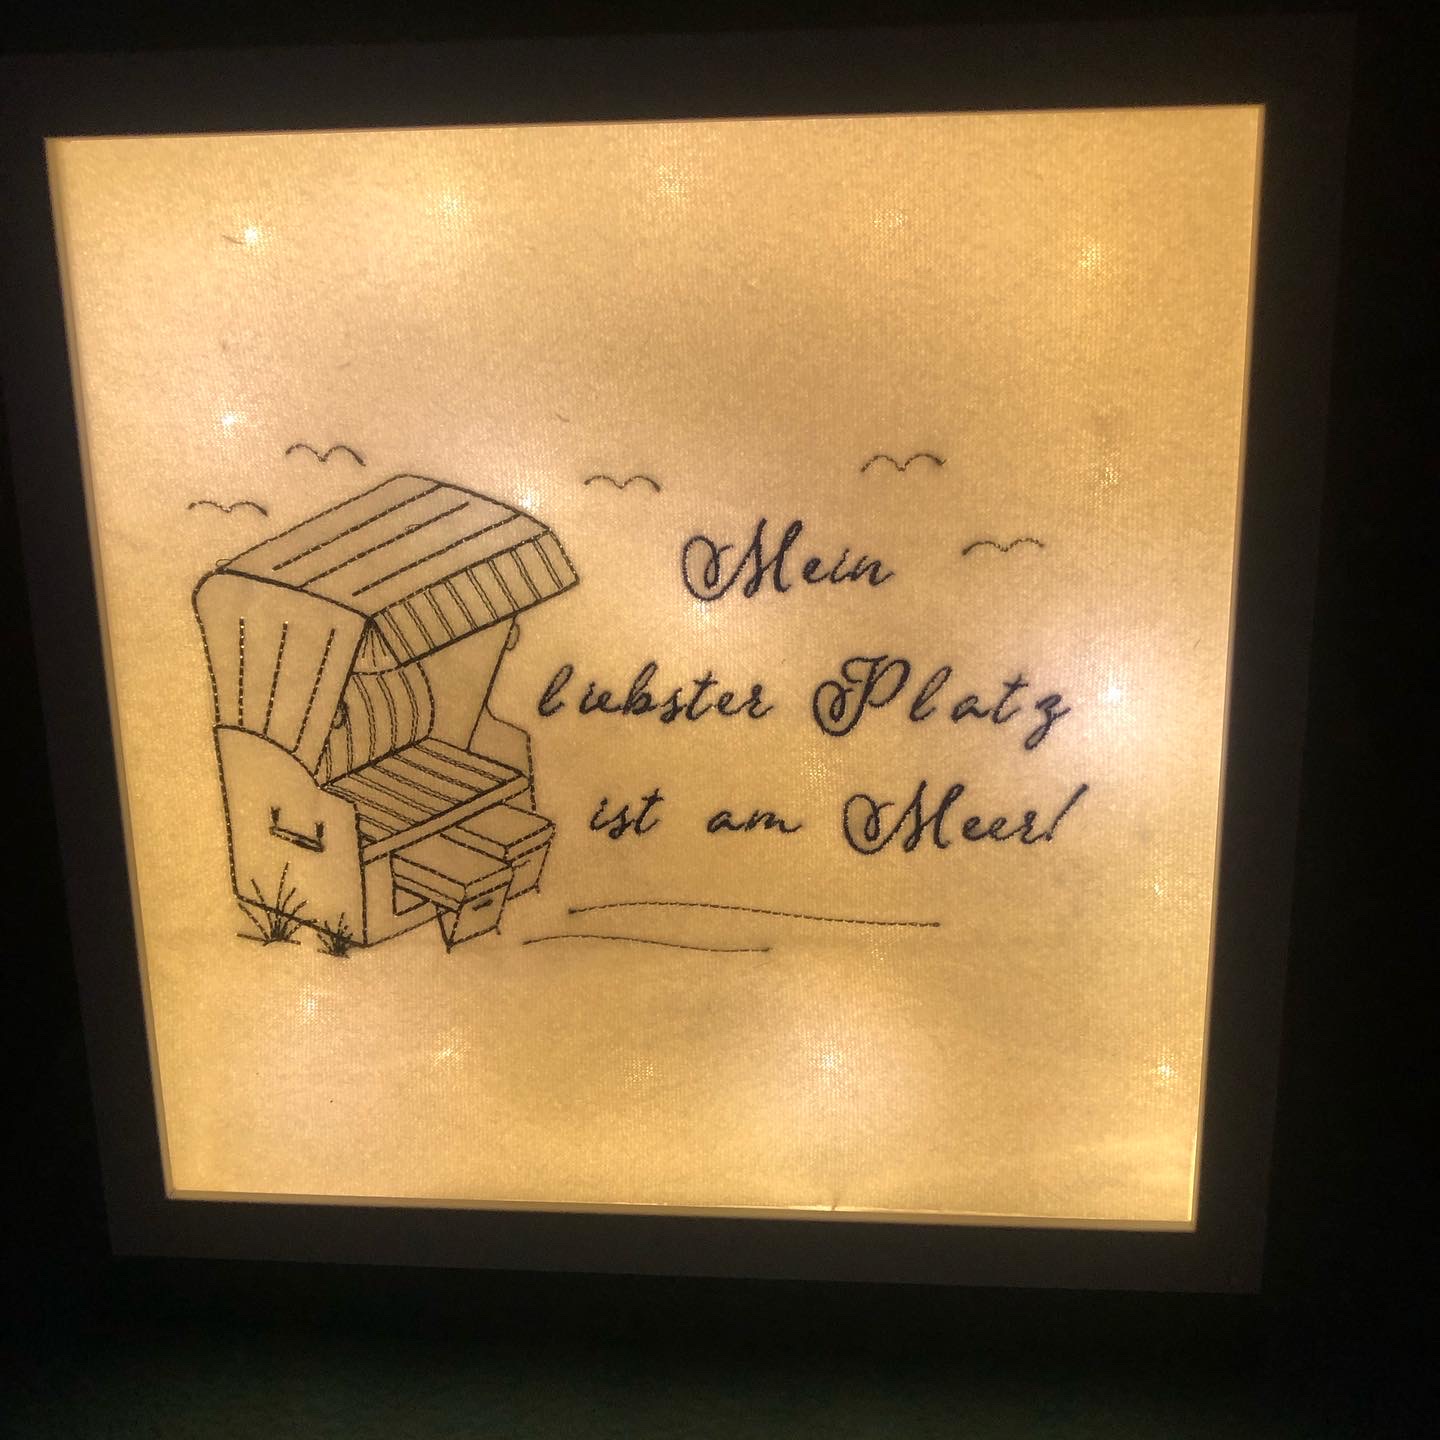 Mein
liebster Platz
ist am Meer!